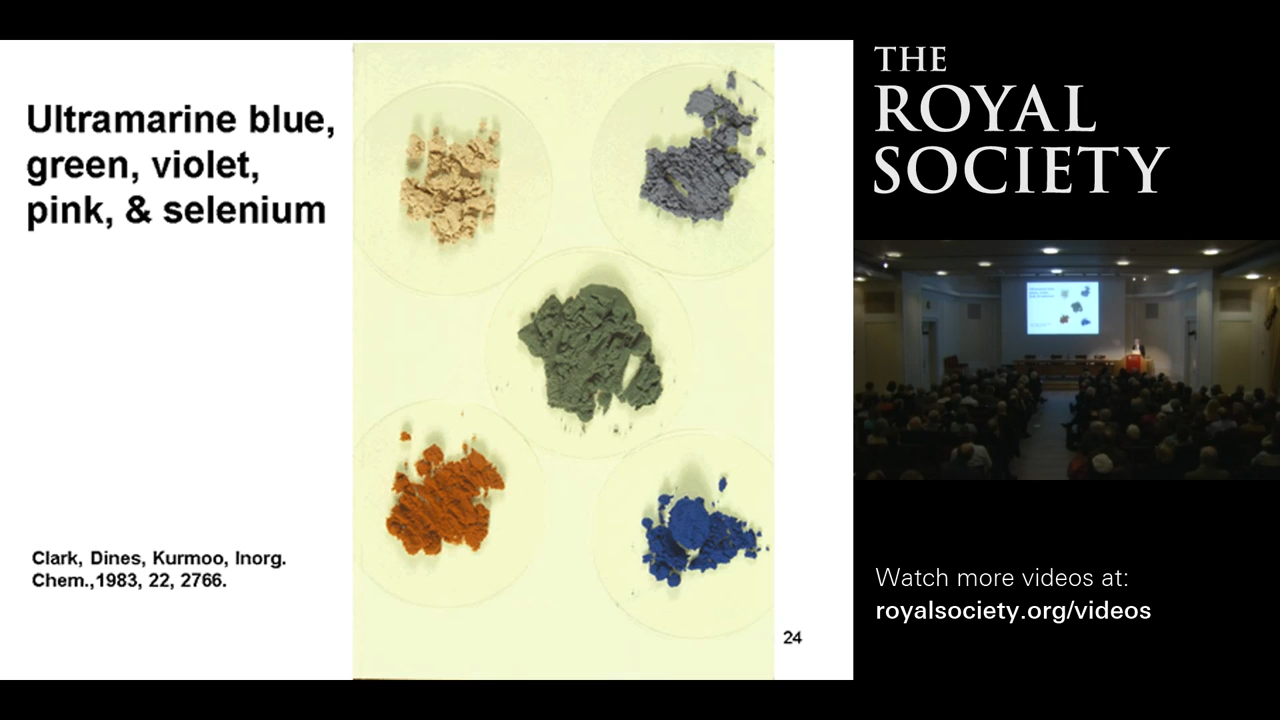 Ultramarine blue,
green, violet,
pink, & selenium
Clark, Dines, Kurmoo, Inorg.
Chem.,1983, 22, 2766.
24
THE
ROYAL
SOCIETY
Watch more videos at:
royalsociety.org/videos